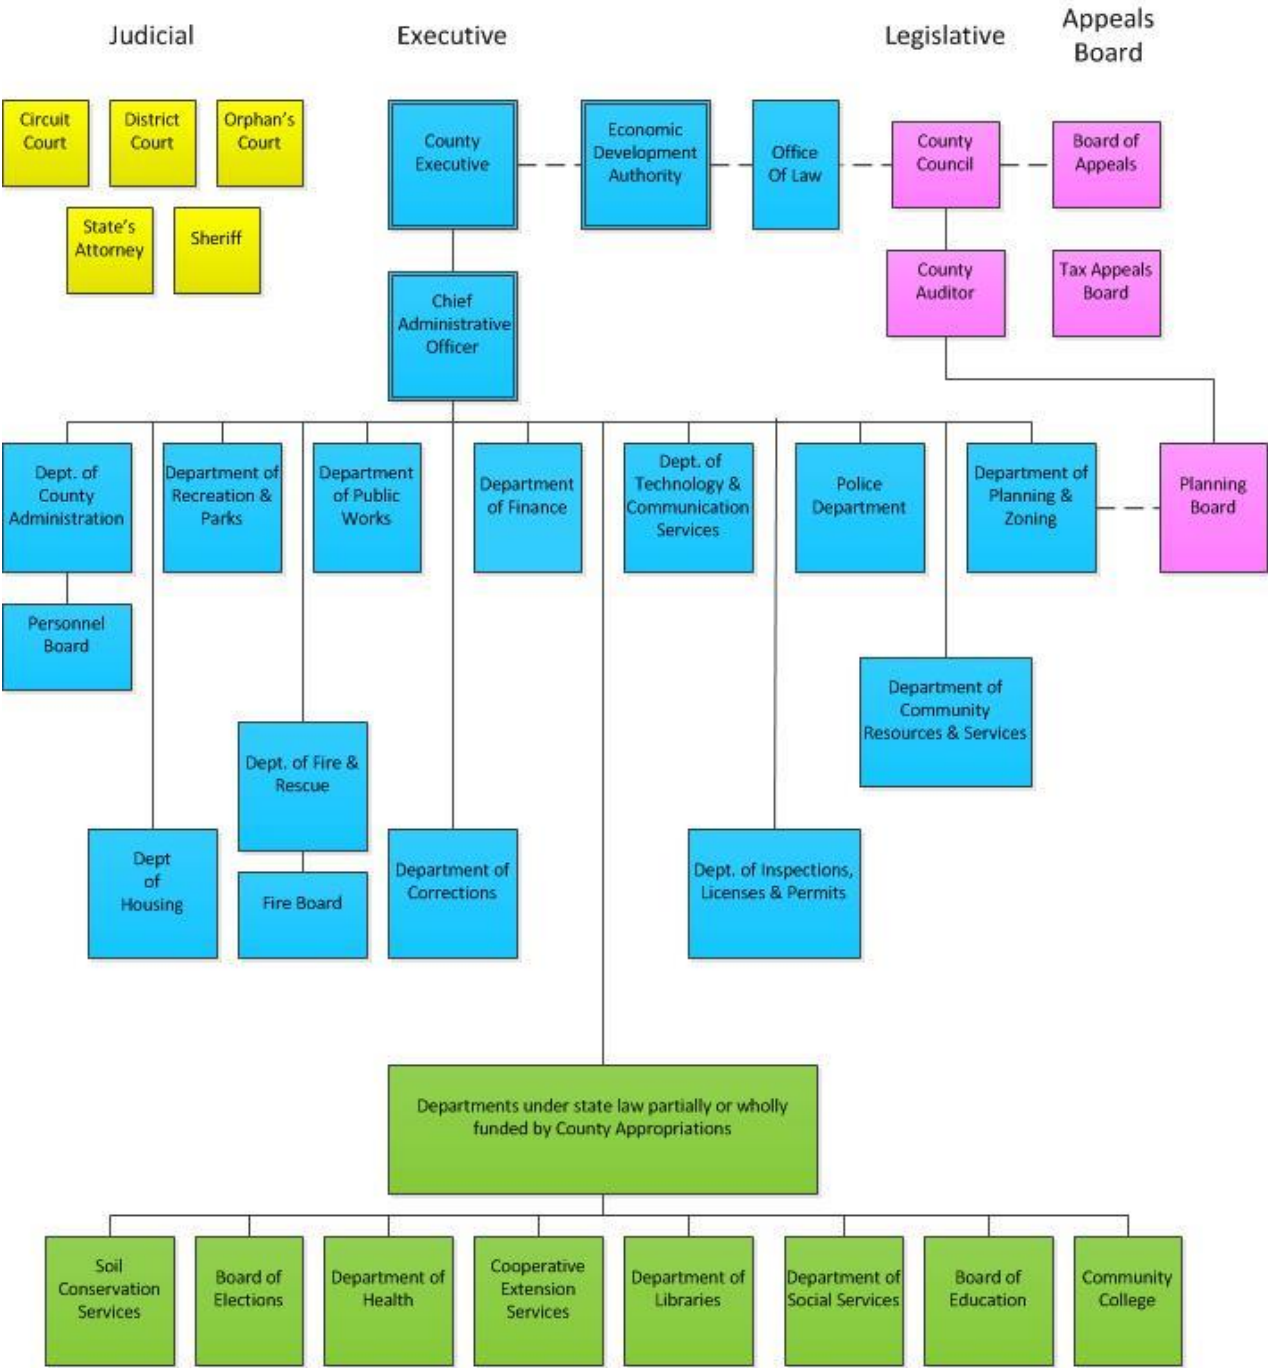 Judicial
Executive
Legislative
Appeals
Board
Circuit
Court
District
Court
Orphan's
Court
State's
Attorney
Sheriff
County
Executive
Economic
Development
Authority
Office
Of Law
County
Council
Board of
Appeals
Chief
Administrative
Officer
County
Auditor
Tax Appeals
Board
Dept. of
County
Administration
Department of
Recreation &
Parks
Department
of Public
Works
Department
of Finance
Dept. of
Technology &
Communication
Services
Police
Department
Department of
Planning &
Zoning
Planning
Board
Personnel
Board
Department of
Community
Resources & Services
Dept. of Fire &
Rescue
Dept
of
Housing
Fire Board
Department of
Corrections
Dept. of Inspections,
Licenses & Permits
Departments under state law partially or wholly
funded by County Appropriations
Soil
Conservation
Services
Board of
Elections
Department of
Health
Cooperative
Extension
Services
Department of
Libraries
Department of
Social Services
Board of
Education
Community
College